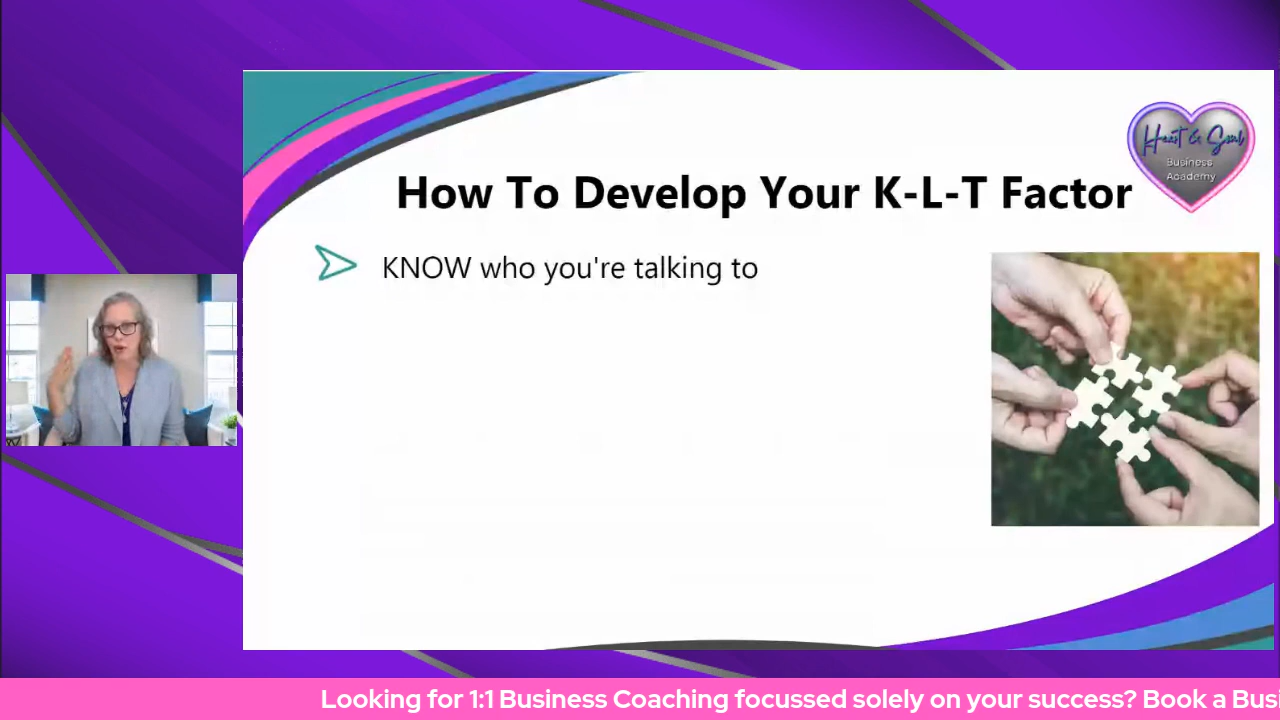 Heart & Soul
Business
Academy
How To Develop Your K-L-T Factor
KNOW who you're talking to
Looking for 1:1 Business Coaching focussed solely on your success? Book a Busi